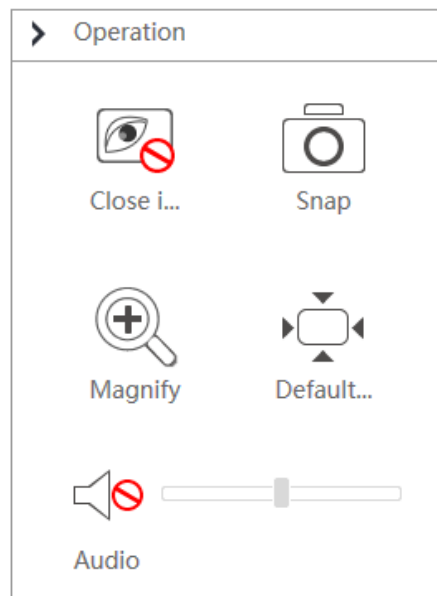 Operation
Close i...
Snap
Magnify
Default...
Audio